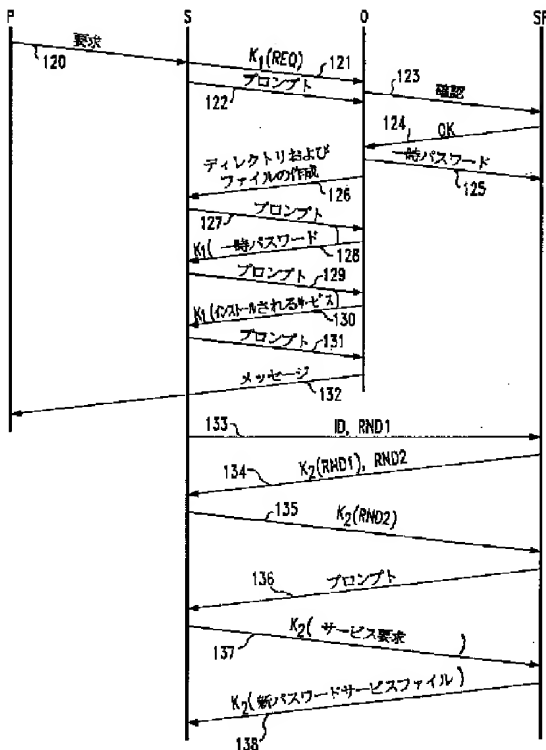 P S O SP
要求
120
K1(REQ)
121
プロンプト
122
123
確認
124
OK
一時パスワード
125
ディレクトリおよび
ファイルの作成
126
プロンプト
127
K1(一時パスワード)
128
プロンプト
129
K1(インストールされるサービス)
130
プロンプト
131
メッセージ
132
133
ID, RND1
K2(RND1), RND2
134
135
K2(RND2)
136
プロンプト
K2(サービス要求)
137
K2(新パスワードサービスファイル)
138